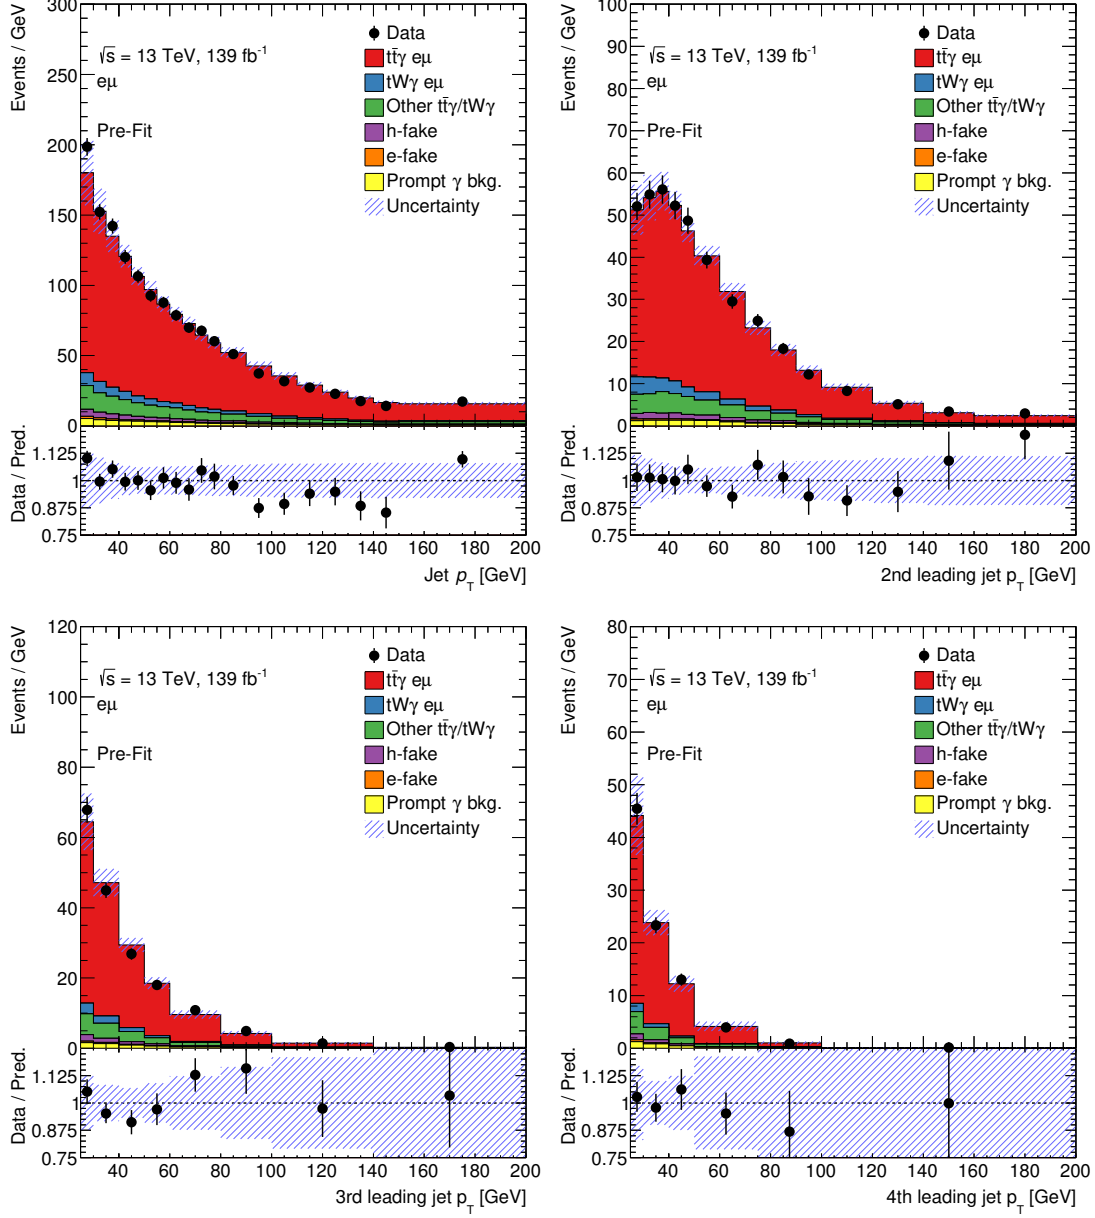 Events / GeV
300
250
200
150
100
50
0
√s = 13 TeV, 139 fb⁻¹
eμ
Pre-Fit
Data
tt̄γ eμ
tWγ eμ
Other tt̄γ/tWγ
h-fake
e-fake
Prompt γ bkg.
Uncertainty
Data / Pred.
1.125
1
0.875
0.75
40 60 80 100 120 140 160 180 200
Jet p_T [GeV]
Events / GeV
100
90
80
70
60
50
40
30
20
10
0
√s = 13 TeV, 139 fb⁻¹
eμ
Pre-Fit
Data
tt̄γ eμ
tWγ eμ
Other tt̄γ/tWγ
h-fake
e-fake
Prompt γ bkg.
Uncertainty
Data / Pred.
1.125
1
0.875
0.75
40 60 80 100 120 140 160 180 200
2nd leading jet p_T [GeV]
Events / GeV
120
100
80
60
40
20
0
√s = 13 TeV, 139 fb⁻¹
eμ
Pre-Fit
Data
tt̄γ eμ
tWγ eμ
Other tt̄γ/tWγ
h-fake
e-fake
Prompt γ bkg.
Uncertainty
Data / Pred.
1.125
1
0.875
0.75
40 60 80 100 120 140 160 180 200
3rd leading jet p_T [GeV]
Events / GeV
80
70
60
50
40
30
20
10
0
√s = 13 TeV, 139 fb⁻¹
eμ
Pre-Fit
Data
tt̄γ eμ
tWγ eμ
Other tt̄γ/tWγ
h-fake
e-fake
Prompt γ bkg.
Uncertainty
Data / Pred.
1.125
1
0.875
0.75
40 60 80 100 120 140 160 180 200
4th leading jet p_T [GeV]